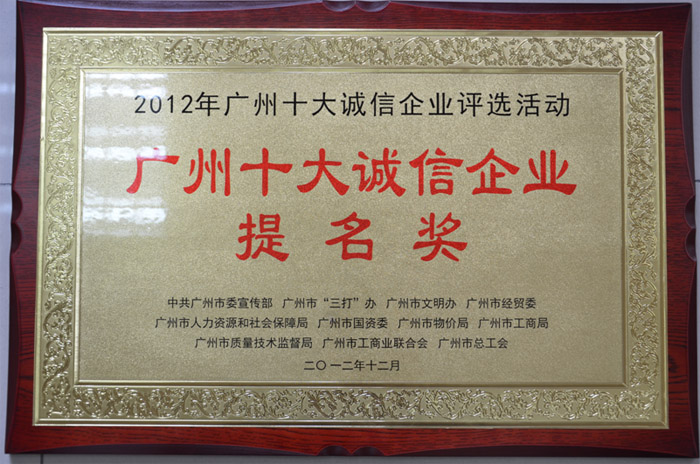 2012年广州十大诚信企业评选活动
广州十大诚信企业
提名奖
中共广州市委宣传部 广州市“三打”办 广州市文明办 广州市经贸委
广州市人力资源和社会保障局 广州市国资委 广州市物价局 广州市工商局
广州市质量技术监督局 广州市工商业联合会 广州市总工会
二〇一二年十二月